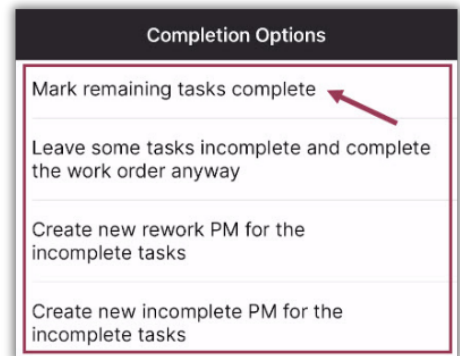 Completion Options
Mark remaining tasks complete
Leave some tasks incomplete and complete
the work order anyway
Create new rework PM for the
incomplete tasks
Create new incomplete PM for the
incomplete tasks